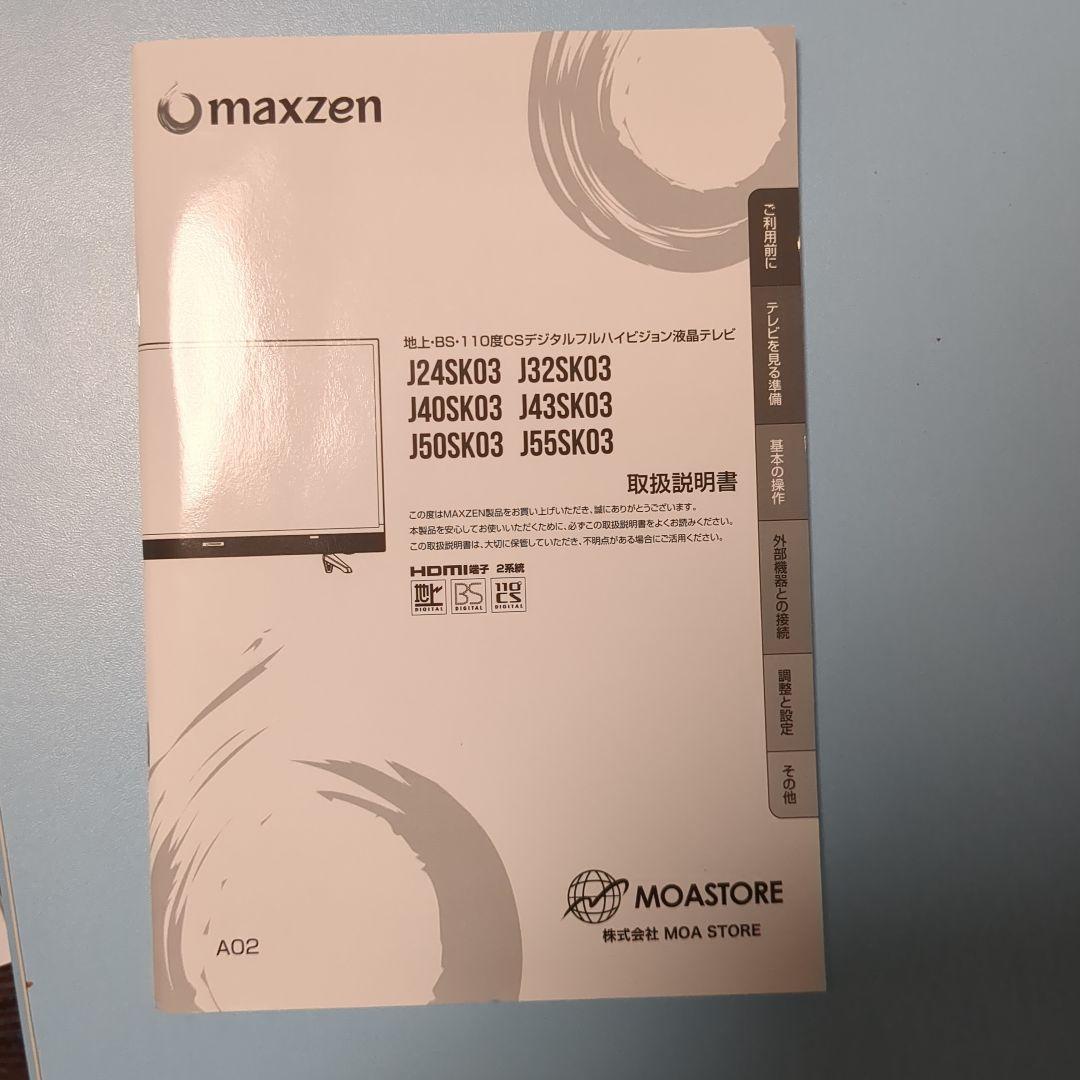 maxzen
地上・BS・110度CSデジタルフルハイビジョン液晶テレビ
J24SK03 J32SK03
J40SK03 J43SK03
J50SK03 J55SK03
取扱説明書
この度はMAXZEN製品をお買い上げいただき、誠にありがとうございます。
本製品を安心してお使いいただくために、必ずこの取扱説明書をよくお読みください。
この取扱説明書は、大切に保管していただき、不明点がある場合にご活用ください。
HDMI端子 2系統
地上 BS 110°CS
DIGITAL DIGITAL DIGITAL
ご利用前に
テレビを見る準備
基本の操作
外部機器との接続
調整と設定
その他
MOASTORE
株式会社 MOA STORE
A02